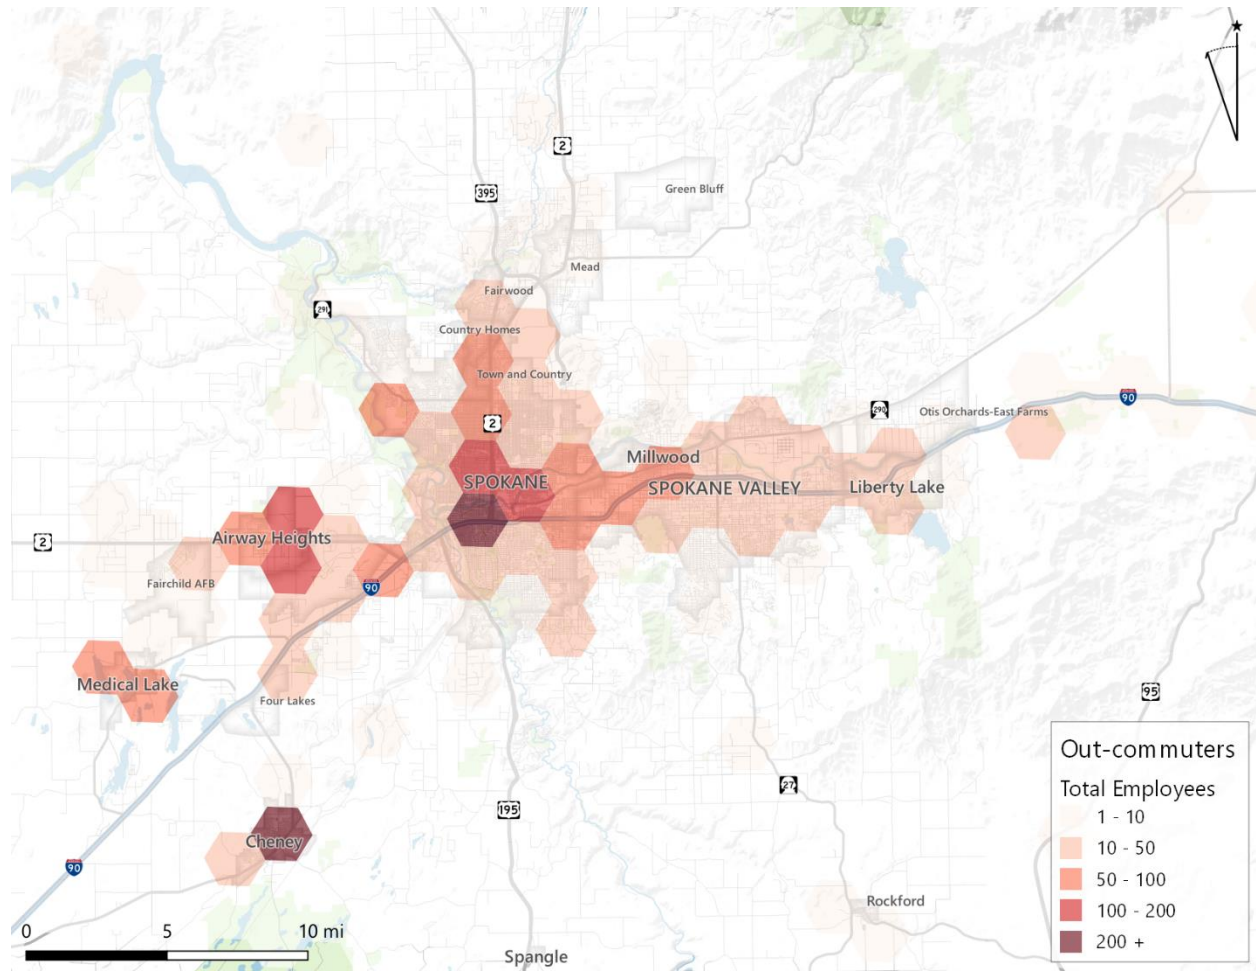 2
395
Green Bluff
Mead
Fairwood
291
Country Homes
Town and Country
90
290
Otis Orchards-East Farms
2
Millwood
SPOKANE
SPOKANE VALLEY
Liberty Lake
Airway Heights
2
Fairchild AFB
90
Medical Lake
Four Lakes
95
195
27
Cheney
90
Rockford
Spangle
0 5 10 mi
Out-commuters
Total Employees
1 - 10
10 - 50
50 - 100
100 - 200
200 +